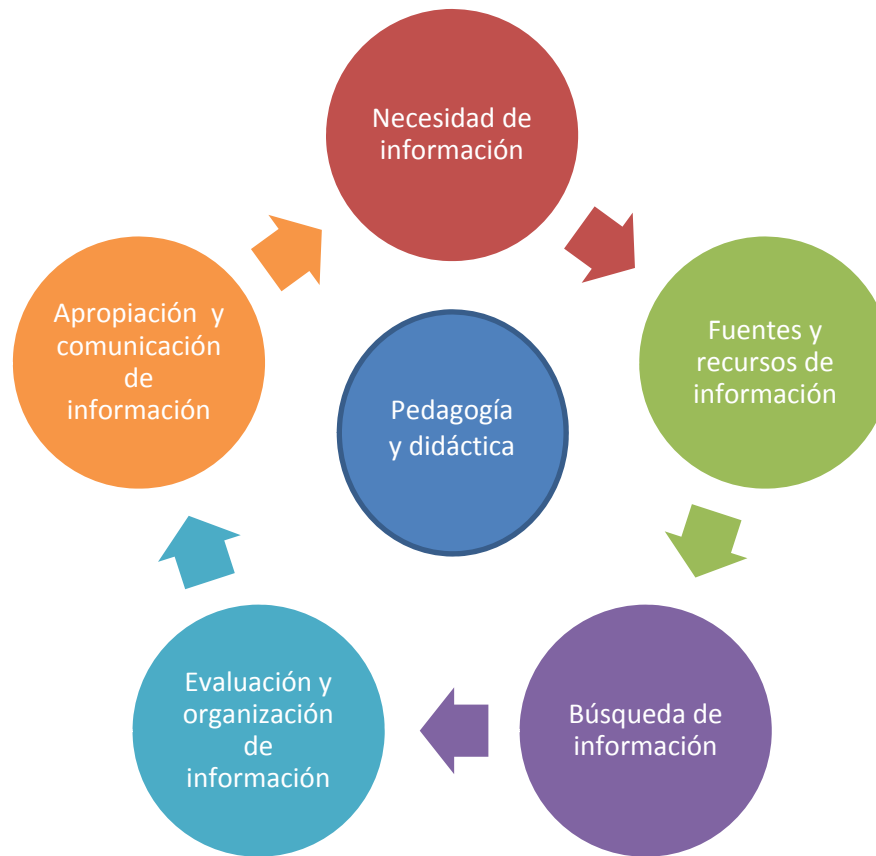 Necesidad de
información
Fuentes y
recursos de
información
Búsqueda de
información
Evaluación y
organización
de
información
Apropiación y
comunicación
de
información
Pedagogía
y didáctica